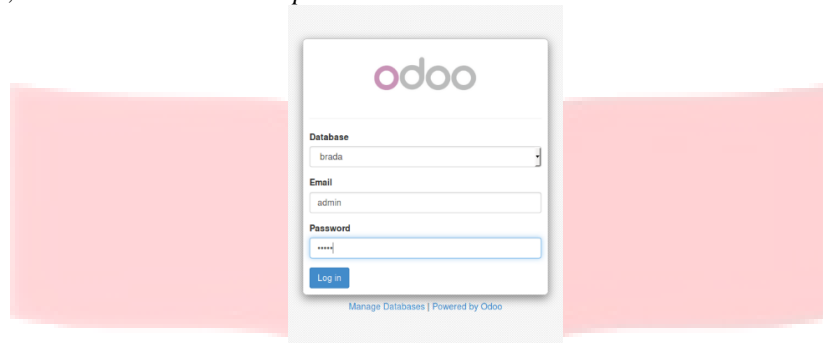 odoo
Database
brada
Email
admin
Password
•••••
Log in
Manage Databases | Powered by Odoo